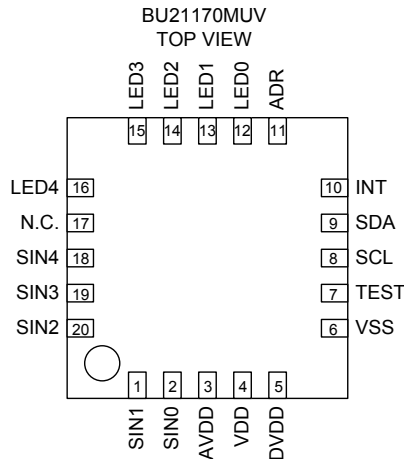 BU21170MUV
TOP VIEW
LED3
LED2
LED1
LED0
ADR
15
14
13
12
11
LED4 16
N.C. 17
SIN4 18
SIN3 19
SIN2 20
10 INT
9 SDA
8 SCL
7 TEST
6 VSS
1
2
3
4
5
SIN1
SIN0
AVDD
VDD
DVDD